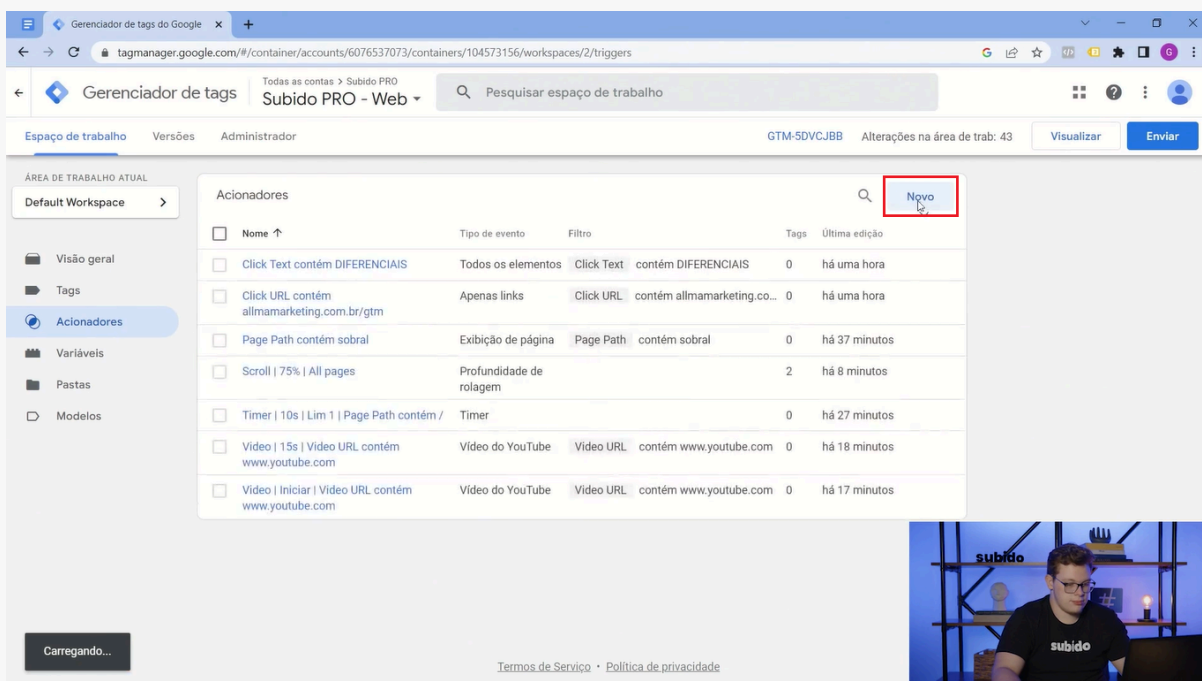 Gerenciador de tags do Google
tagmanager.google.com/#/container/accounts/6076537073/containers/104573156/workspaces/2/triggers
G
Gerenciador de tags
Todas as contas > Subido PRO
Subido PRO - Web
Pesquisar espaço de trabalho
Espaço de trabalho Versões Administrador GTM-5DVCJBB Alterações na área de trab: 43 Visualizar Enviar
ÁREA DE TRABALHO ATUAL
Default Workspace
Visão geral
Tags
Acionadores
Variáveis
Pastas
Modelos
Acionadores Novo
Nome ↑ Tipo de evento Filtro Tags Última edição
Click Text contém DIFERENCIAIS Todos os elementos Click Text contém DIFERENCIAIS 0 há uma hora
Click URL contém Apenas links Click URL contém allmamarketing.co... 0 há uma hora
allmamarketing.com.br/gtm
Page Path contém sobral Exibição de página Page Path contém sobral 0 há 37 minutos
Scroll | 75% | All pages Profundidade de 2 há 8 minutos
rolagem
Timer | 10s | Lim 1 | Page Path contém / Timer 0 há 27 minutos
Video | 15s | Video URL contém Vídeo do YouTube Video URL contém www.youtube.com 0 há 18 minutos
www.youtube.com
Video | Iniciar | Video URL contém Vídeo do YouTube Video URL contém www.youtube.com 0 há 17 minutos
www.youtube.com
Carregando...
Termos de Serviço • Política de privacidade
subido
#
subido